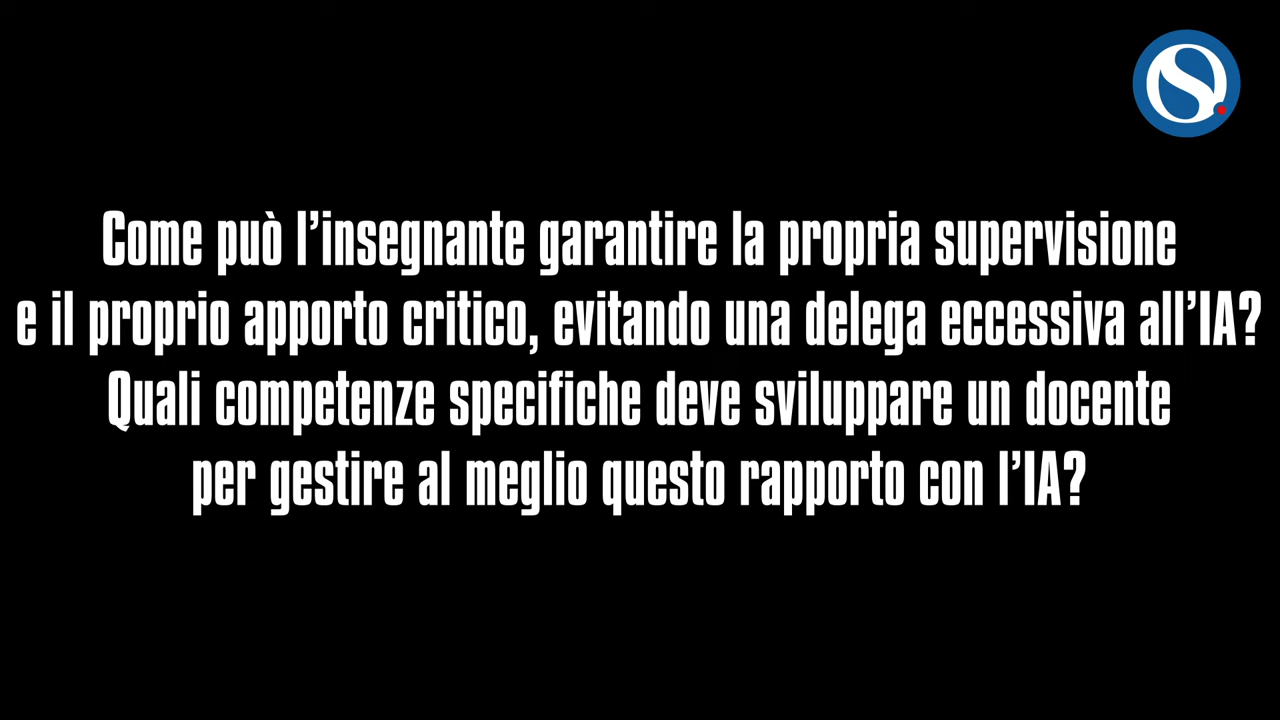 Come può l’insegnante garantire la propria supervisione
e il proprio apporto critico, evitando una delega eccessiva all’IA?
Quali competenze specifiche deve sviluppare un docente
per gestire al meglio questo rapporto con l’IA?